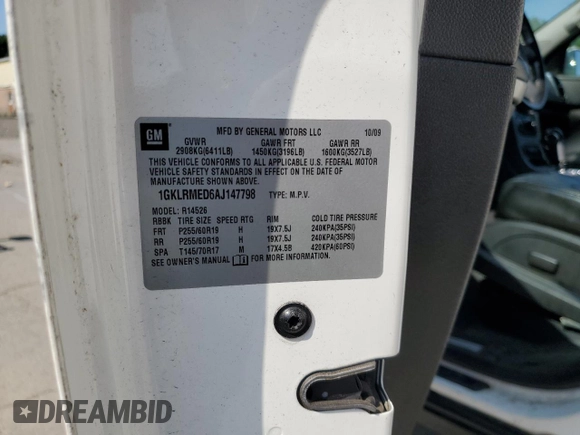 GM
MFD BY GENERAL MOTORS LLC 10/09
GVWR GAWR FRT GAWR RR
2908KG(6411LB) 1450KG(3196LB) 1600KG(3527LB)
THIS VEHICLE CONFORMS TO ALL APPLICABLE U.S. FEDERAL MOTOR
VEHICLE SAFETY STANDARDS IN EFFECT ON THE DATE OF
MANUFACTURE SHOWN ABOVE.
1GKLRMED6AJ147798 TYPE: M.P.V.
MODEL: R14526
RBBK TIRE SIZE SPEED RTG RIM COLD TIRE PRESSURE
FRT P255/60R19 H 19X7.5J 240KPA(35PSI)
RR P255/60R19 H 19X7.5J 240KPA(35PSI)
SPA T145/70R17 M 17X4.5B 420KPA(60PSI)
SEE OWNER'S MANUAL FOR MORE INFORMATION.
DREAMBID